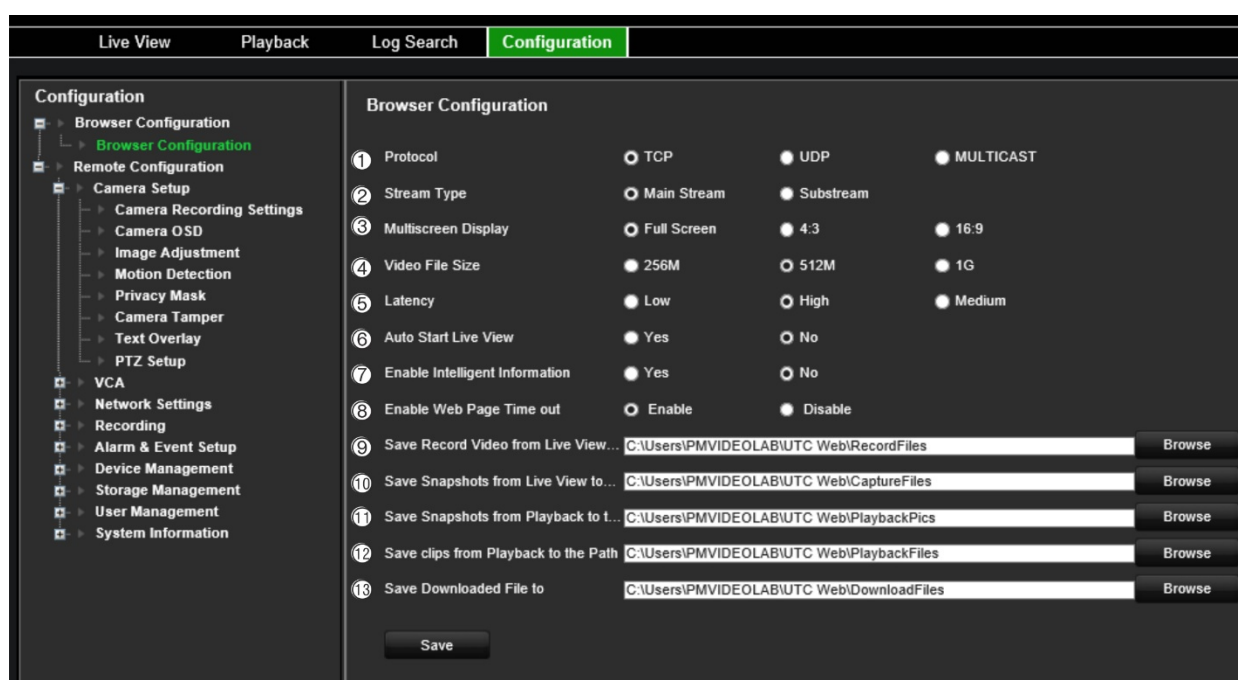 Live View Playback Log Search Configuration
Configuration
Browser Configuration
Browser Configuration
Remote Configuration
Camera Setup
Camera Recording Settings
Camera OSD
Image Adjustment
Motion Detection
Privacy Mask
Camera Tamper
Text Overlay
PTZ Setup
VCA
Network Settings
Recording
Alarm & Event Setup
Device Management
Storage Management
User Management
System Information
Browser Configuration
1 Protocol TCP UDP MULTICAST
2 Stream Type Main Stream Substream
3 Multiscreen Display Full Screen 4:3 16:9
4 Video File Size 256M 512M 1G
5 Latency Low High Medium
6 Auto Start Live View Yes No
7 Enable Intelligent Information Yes No
8 Enable Web Page Time out Enable Disable
9 Save Record Video from Live View... C:\Users\PMVIDEOLAB\UTC Web\RecordFiles Browse
10 Save Snapshots from Live View to... C:\Users\PMVIDEOLAB\UTC Web\CaptureFiles Browse
11 Save Snapshots from Playback to t... C:\Users\PMVIDEOLAB\UTC Web\PlaybackPics Browse
12 Save clips from Playback to the Path C:\Users\PMVIDEOLAB\UTC Web\PlaybackFiles Browse
13 Save Downloaded File to C:\Users\PMVIDEOLAB\UTC Web\DownloadFiles Browse
Save